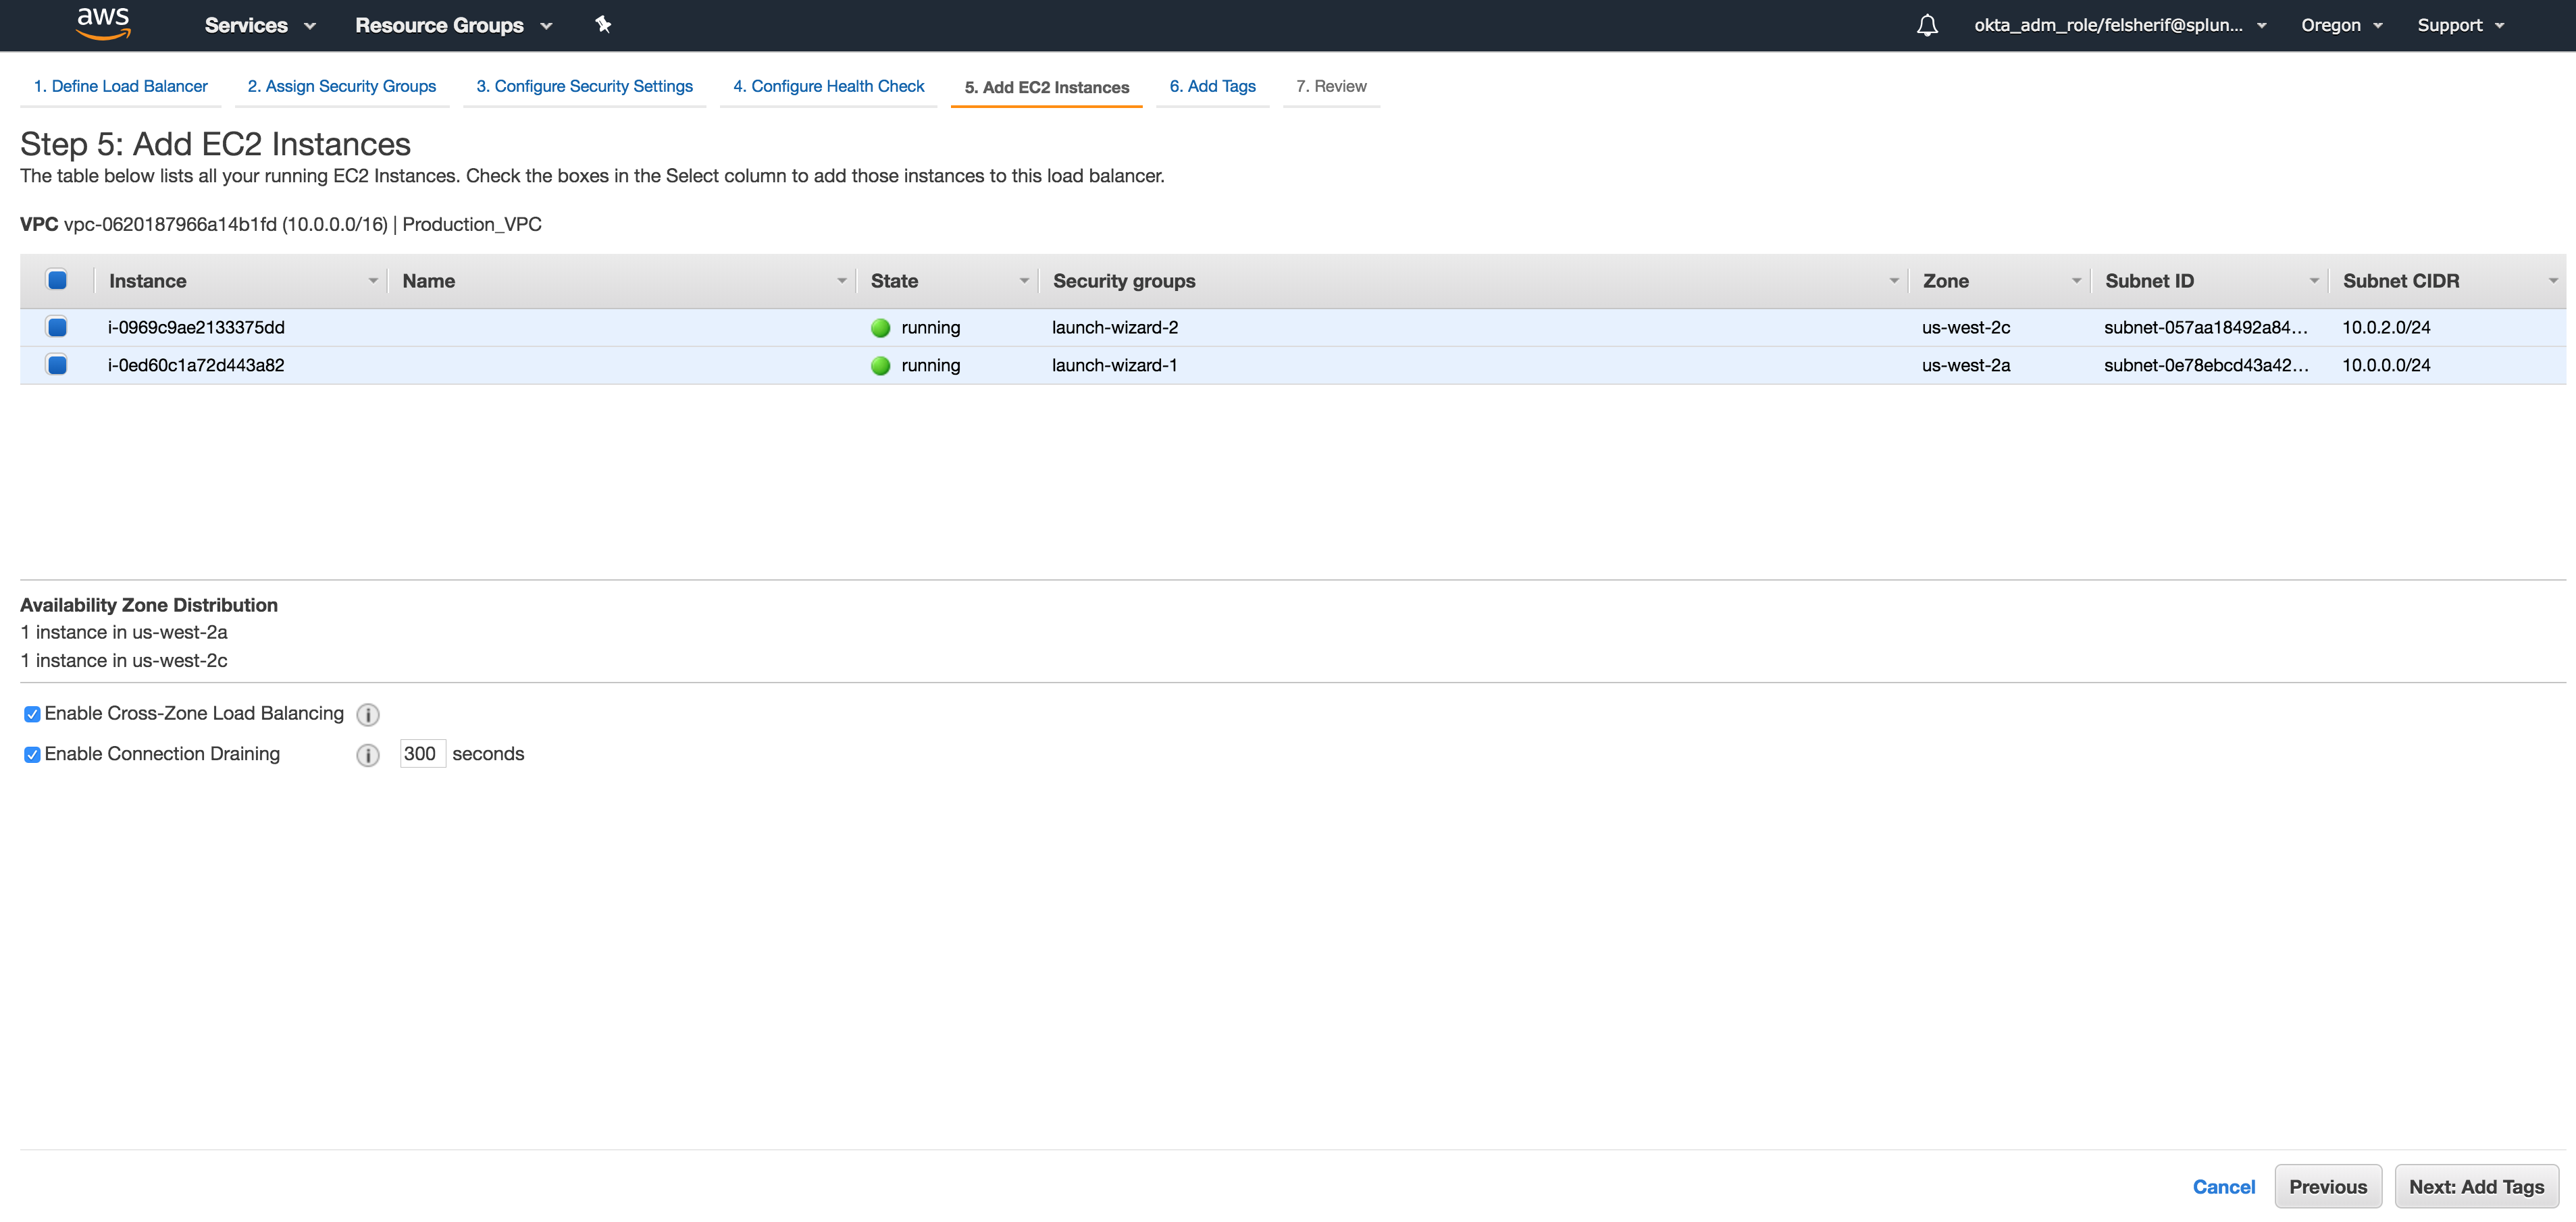 aws Services Resource Groups okta_adm_role/felsherif@splun... Oregon Support
1. Define Load Balancer 2. Assign Security Groups 3. Configure Security Settings 4. Configure Health Check 5. Add EC2 Instances 6. Add Tags 7. Review
Step 5: Add EC2 Instances
The table below lists all your running EC2 Instances. Check the boxes in the Select column to add those instances to this load balancer.
VPC vpc-0620187966a14b1fd (10.0.0.0/16) | Production_VPC
Instance Name State Security groups Zone Subnet ID Subnet CIDR
i-0969c9ae2133375dd running launch-wizard-2 us-west-2c subnet-057aa18492a84... 10.0.2.0/24
i-0ed60c1a72d443a82 running launch-wizard-1 us-west-2a subnet-0e78ebcd43a42... 10.0.0.0/24
Availability Zone Distribution
1 instance in us-west-2a
1 instance in us-west-2c
Enable Cross-Zone Load Balancing i
Enable Connection Draining i 300 seconds
Cancel Previous Next: Add Tags